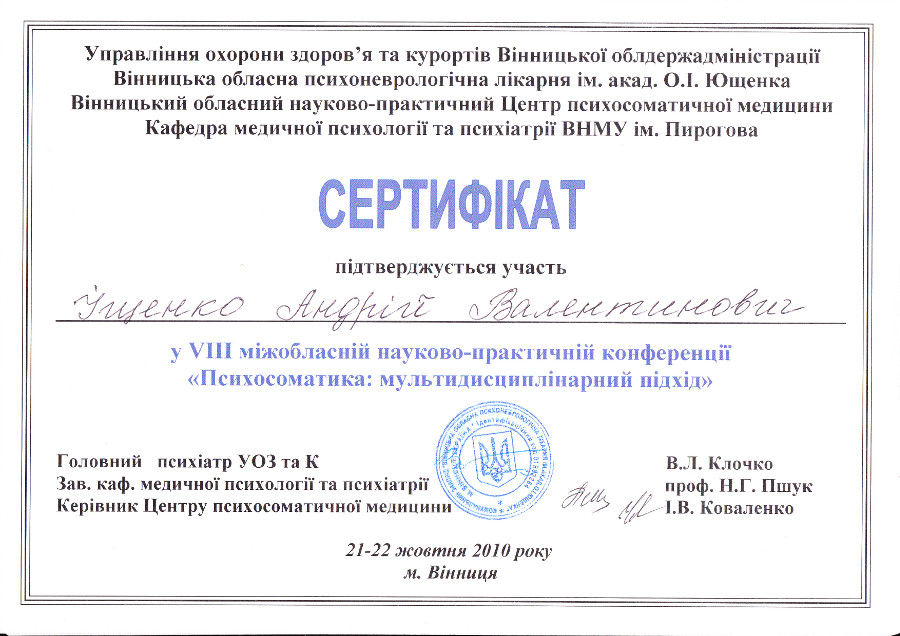 Управління охорони здоров’я та курортів Вінницької облдержадміністрації
Вінницька обласна психоневрологічна лікарня ім. акад. О.І. Ющенка
Вінницький обласний науково-практичний Центр психосоматичної медицини
Кафедра медичної психології та психіатрії ВНМУ ім. Пирогова
СЕРТИФІКАТ
підтверджується участь
Іщенко Андрій Валентинович
у VIII міжобласній науково-практичній конференції
«Психосоматика: мультидисциплінарний підхід»
Головний психіатр УОЗ та К
В.Л. Клочко
Зав. каф. медичної психології та психіатрії
проф. Н.Г. Пшук
Керівник Центру психосоматичної медицини
І.В. Коваленко
21-22 жовтня 2010 року
м. Вінниця